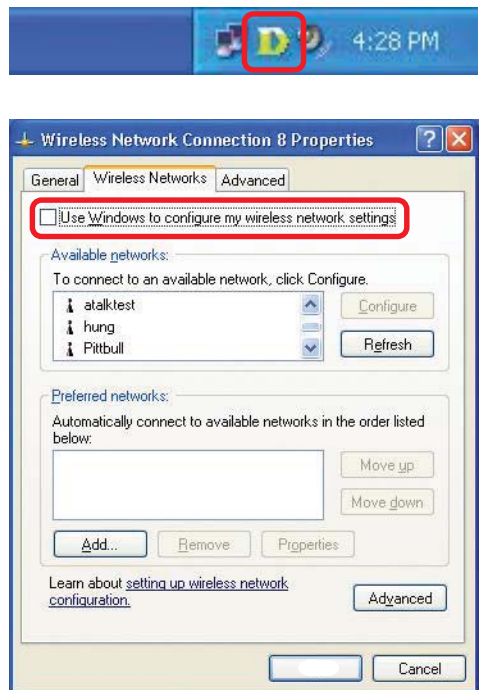 D
4:28 PM
Wireless Network Connection 8 Properties
General Wireless Networks Advanced
Use Windows to configure my wireless network settings
Available networks:
To connect to an available network, click Configure.
atalktest
hung
Pittbull
Configure
Refresh
Preferred networks:
Automatically connect to available networks in the order listed
below:
Move up
Move down
Add... Remove Properties
Learn about setting up wireless network
configuration.
Advanced
Cancel